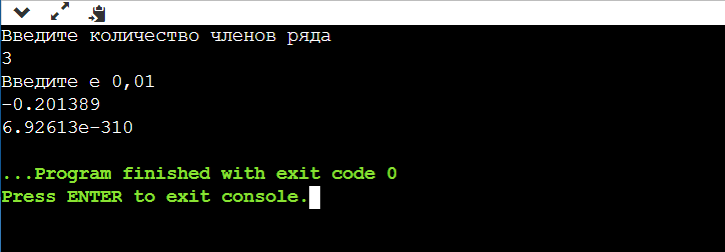 Введите количество членов ряда
3
Введите е 0,01
-0.201389
6.92613e-310
...Program finished with exit code 0
Press ENTER to exit console.